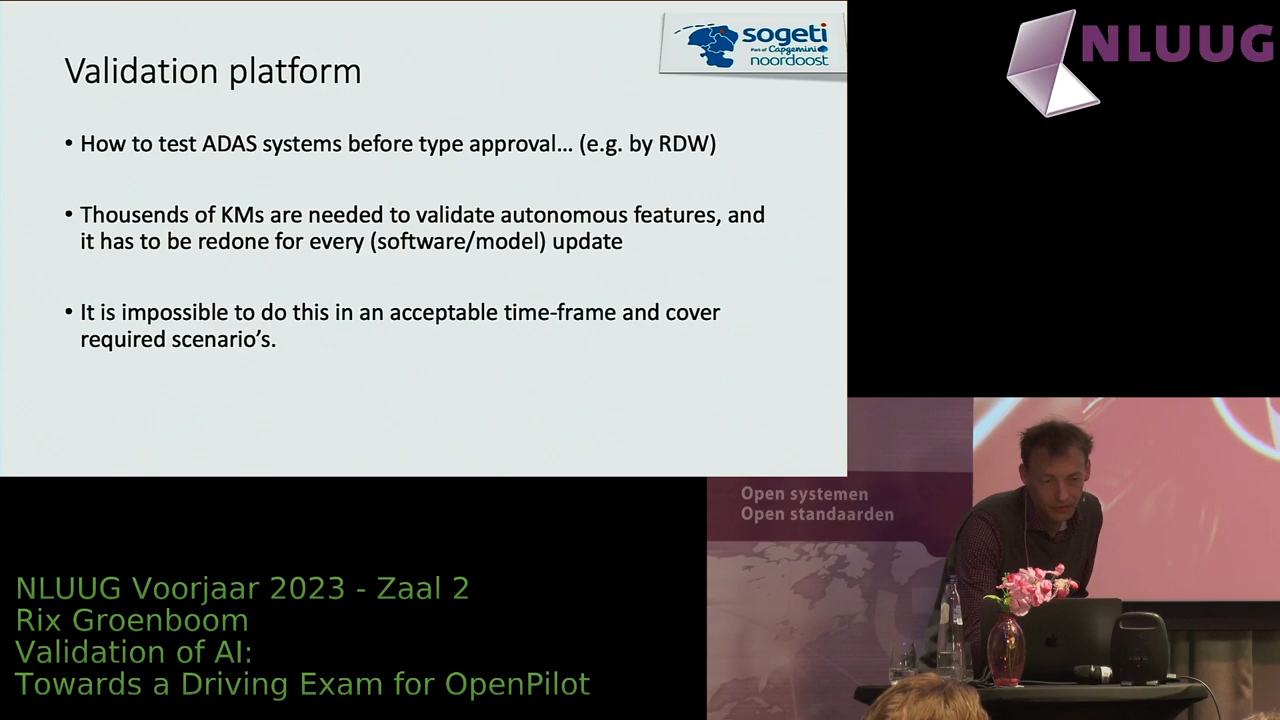 Validation platform
sogeti
Part of Capgemini
noordoost
• How to test ADAS systems before type approval… (e.g. by RDW)
• Thousends of KMs are needed to validate autonomous features, and
it has to be redone for every (software/model) update
• It is impossible to do this in an acceptable time-frame and cover
required scenario’s.
NLUUG
Open systemen
Open standaarden
NLUUG Voorjaar 2023 - Zaal 2
Rix Groenboom
Validation of AI:
Towards a Driving Exam for OpenPilot